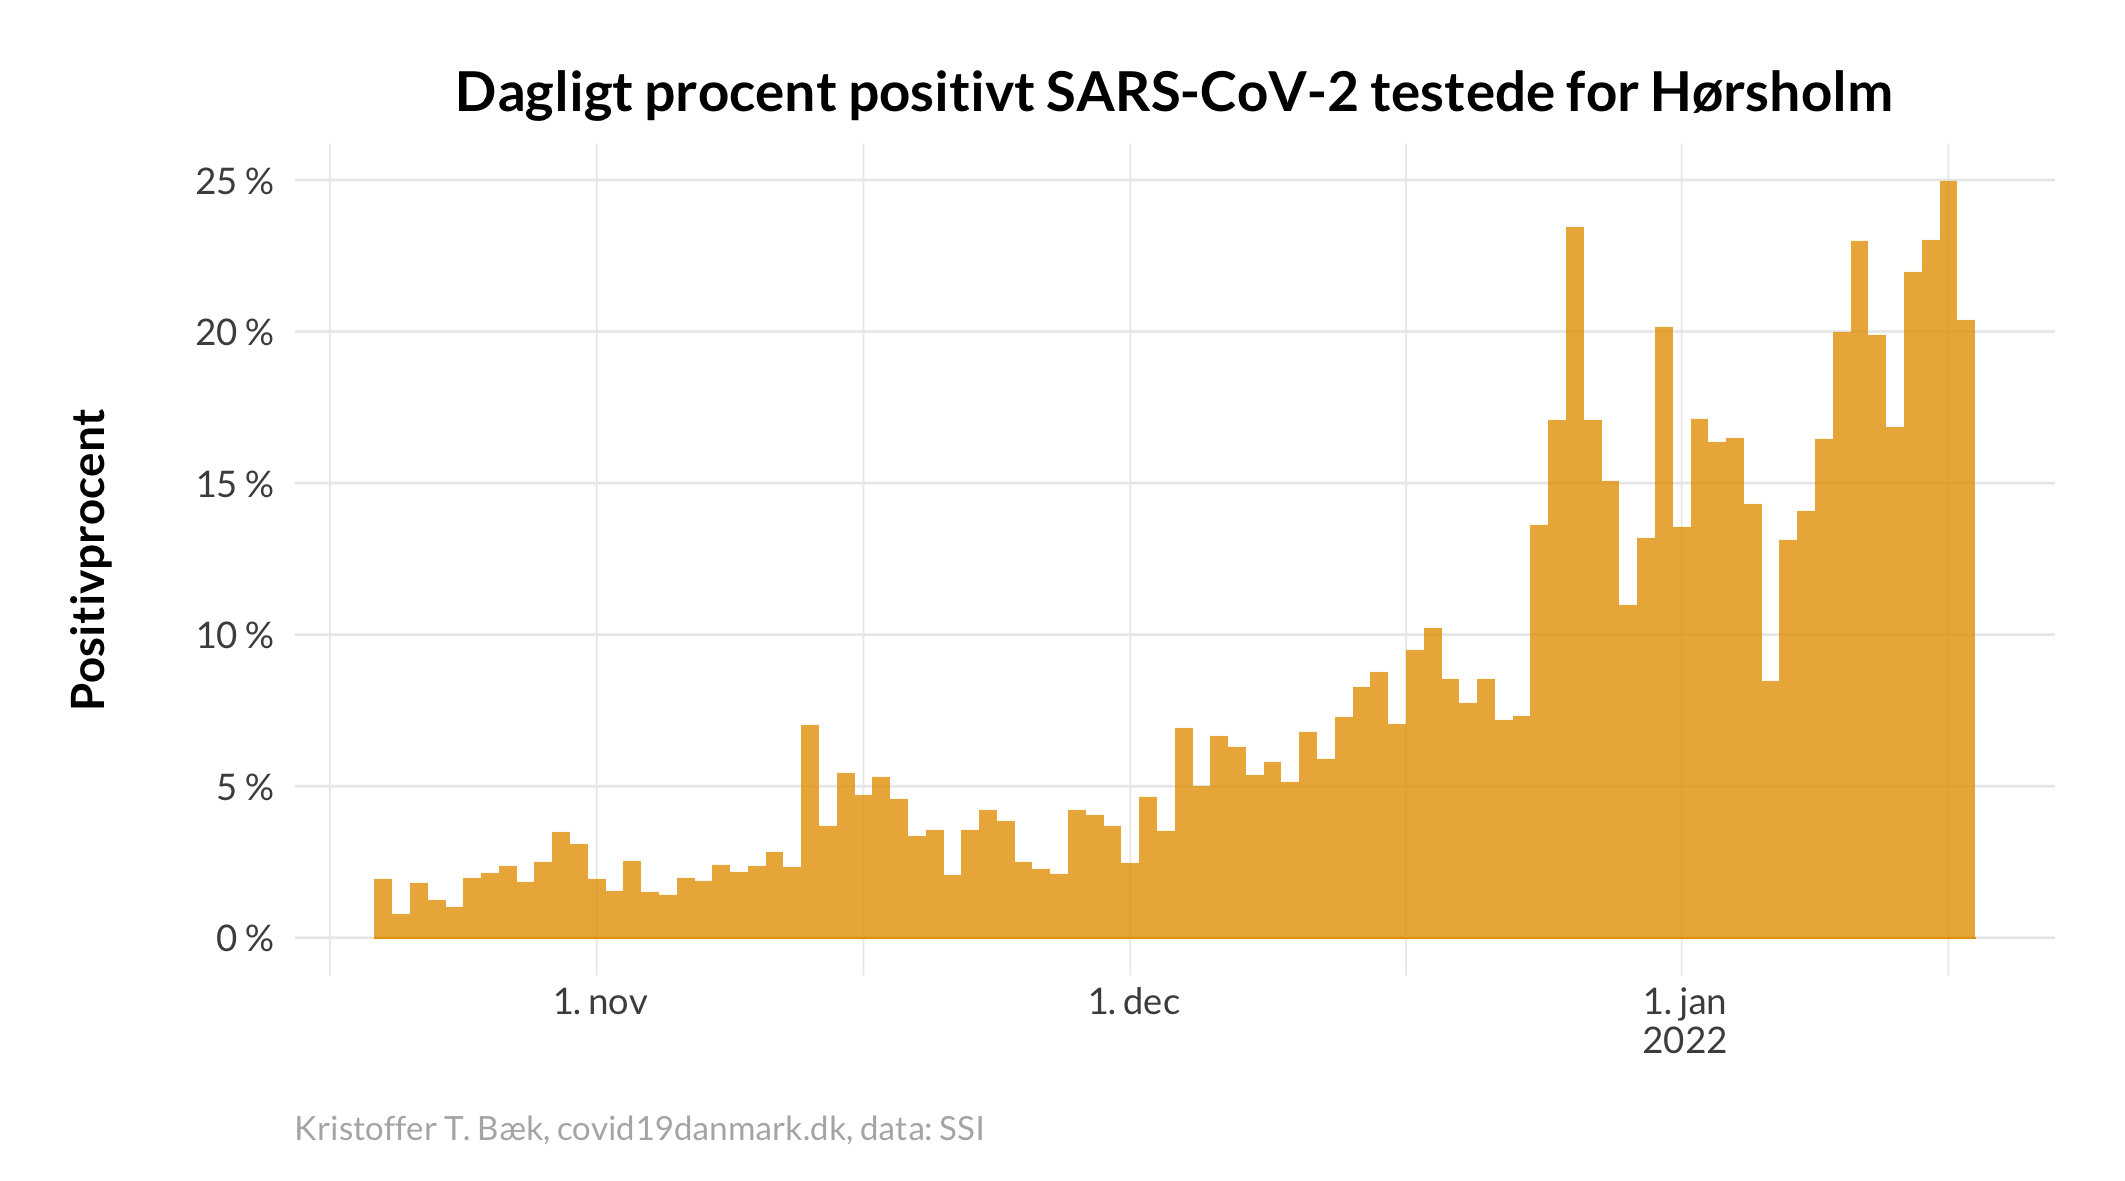 Dagligt procent positivt SARS-CoV-2 testede for Hørsholm
Positivprocent
25 %
20 %
15 %
10 %
5 %
0 %
1. nov
1. dec
1. jan
2022
Kristoffer T. Bæk, covid19danmark.dk, data: SSI